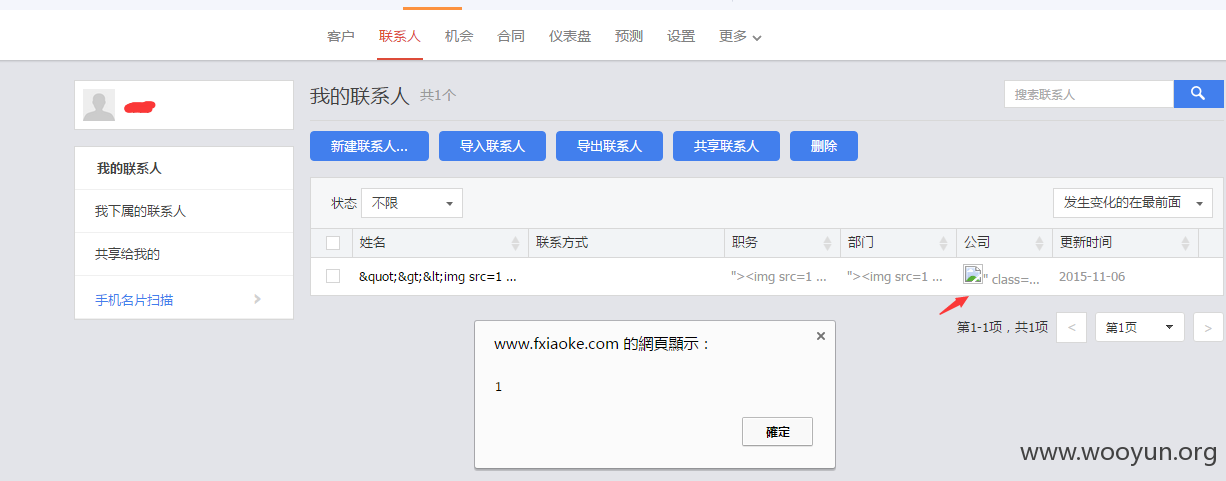 客户 联系人 机会 合同 仪表盘 预测 设置 更多
我的联系人 共1个
搜索联系人
新建联系人... 导入联系人 导出联系人 共享联系人 删除
我的联系人
我下属的联系人
共享给我的
手机名片扫描
状态 不限 发生变化的在最前面
姓名 联系方式 职务 部门 公司 更新时间
&quot;&gt;&lt;img src=1 ... "><img src=1 ... "><img src=1 ... " class=... 2015-11-06
第1-1项，共1项 < 第1页 >
www.fxiaoke.com 的網頁顯示：
1
確定
www.wooyun.org